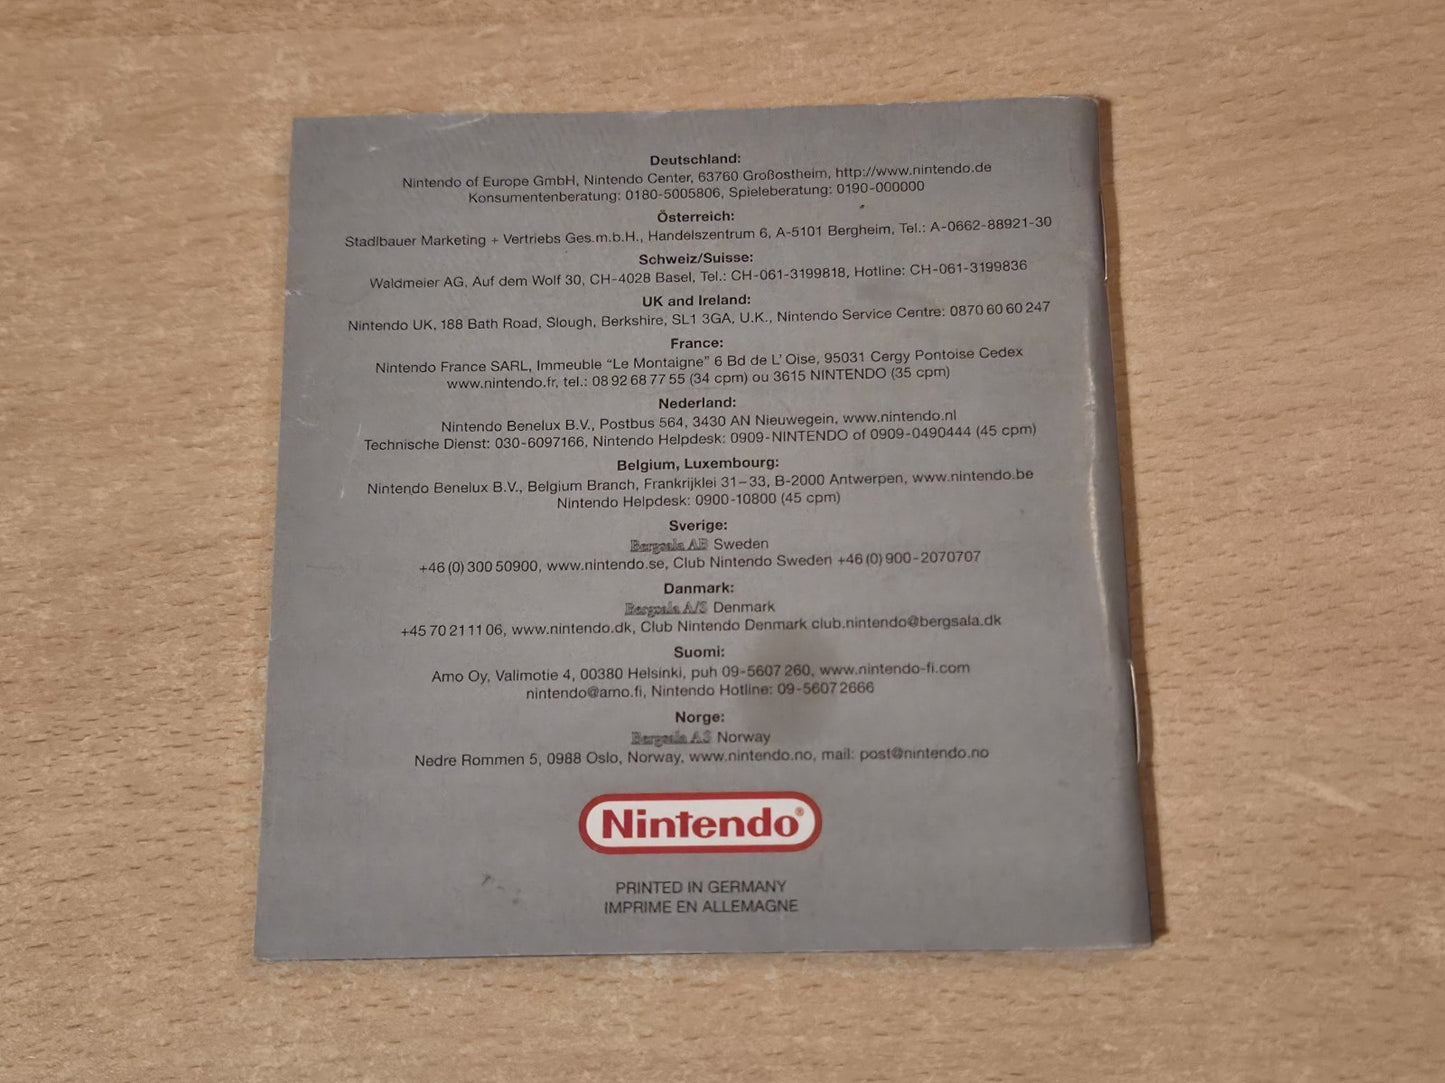 Deutschland:
Nintendo of Europe GmbH, Nintendo Center, 63760 Großostheim, http://www.nintendo.de
Konsumentenberatung: 0180-5005806, Spieleberatung: 0190-000000
Österreich:
Stadlbauer Marketing + Vertriebs Ges.m.b.H., Handelszentrum 6, A-5101 Bergheim, Tel.: A-0662-88921-30
Schweiz/Suisse:
Waldmeier AG, Auf dem Wolf 30, CH-4028 Basel, Tel.: CH-061-3199818, Hotline: CH-061-3199836
UK and Ireland:
Nintendo UK, 188 Bath Road, Slough, Berkshire, SL1 3GA, U.K., Nintendo Service Centre: 0870 60 60 247
France:
Nintendo France SARL, Immeuble “Le Montaigne” 6 Bd de L’ Oise, 95031 Cergy Pontoise Cedex
www.nintendo.fr, tel.: 08 92 68 77 55 (34 cpm) ou 3615 NINTENDO (35 cpm)
Nederland:
Nintendo Benelux B.V., Postbus 564, 3430 AN Nieuwegein, www.nintendo.nl
Technische Dienst: 030-6097166, Nintendo Helpdesk: 0909-NINTENDO of 0909-0490444 (45 cpm)
Belgium, Luxembourg:
Nintendo Benelux B.V., Belgium Branch, Frankrijklei 31–33, B-2000 Antwerpen, www.nintendo.be
Nintendo Helpdesk: 0900-10800 (45 cpm)
Sverige:
Bergsala AB Sweden
+46 (0) 300 50900, www.nintendo.se, Club Nintendo Sweden +46 (0) 900-2070707
Danmark:
Bergsala A/S Denmark
+45 70 21 11 06, www.nintendo.dk, Club Nintendo Denmark club.nintendo@bergsala.dk
Suomi:
Amo Oy, Valimotie 4, 00380 Helsinki, puh 09-5607 260, www.nintendo-fi.com
nintendo@amo.fi, Nintendo Hotline: 09-5607 2666
Norge:
Bergsala AS Norway
Nedre Rommen 5, 0988 Oslo, Norway, www.nintendo.no, mail: post@nintendo.no
Nintendo®
PRINTED IN GERMANY
IMPRIME EN ALLEMAGNE